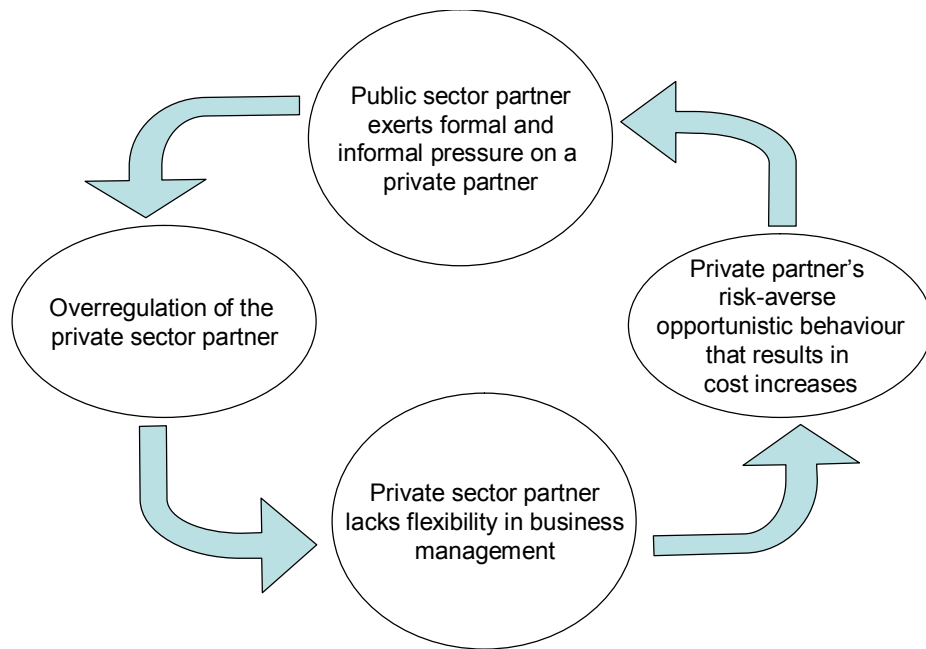 Public sector partner
exerts formal and
informal pressure on a
private partner
Overregulation of the
private sector partner
Private sector partner
lacks flexibility in business
management
Private partner’s
risk-averse
opportunistic behaviour
that results in
cost increases